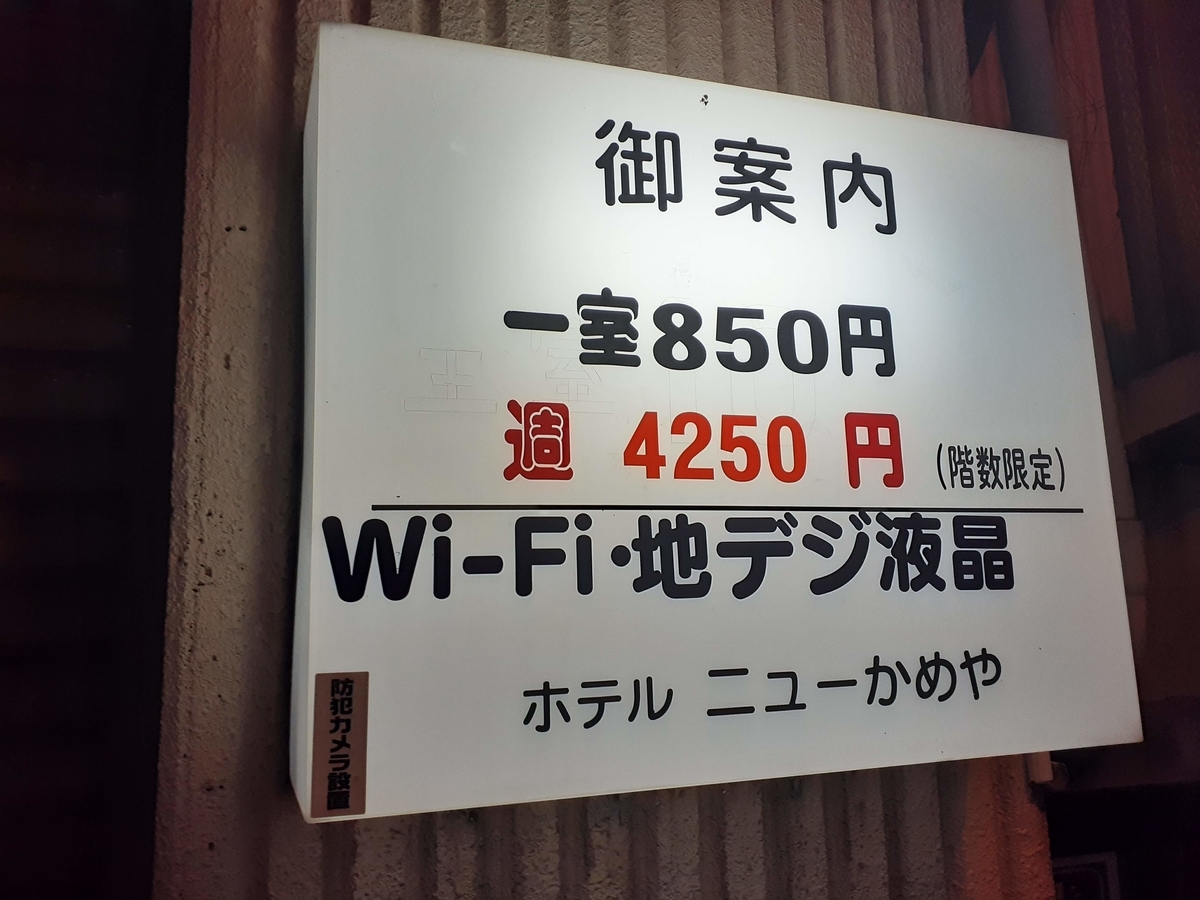 御案内
一室850円
週 4250 円 (階数限定)
Wi-Fi・地デジ液晶
ホテル ニューかめや
防犯カメラ設置